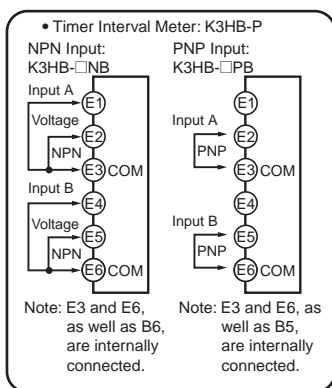 • Timer Interval Meter: K3HB-P
NPN Input:
K3HB-□NB
Input A
Voltage
NPN
Input B
Voltage
NPN
E1
E2
E3 COM
E4
E5
E6 COM
Note: E3 and E6,
as well as B6,
are internally
connected.
PNP Input:
K3HB-□PB
Input A
PNP
Input B
PNP
E1
E2
E3 COM
E4
E5
E6 COM
Note: E3 and E6, as
well as B5,
are internally
connected.